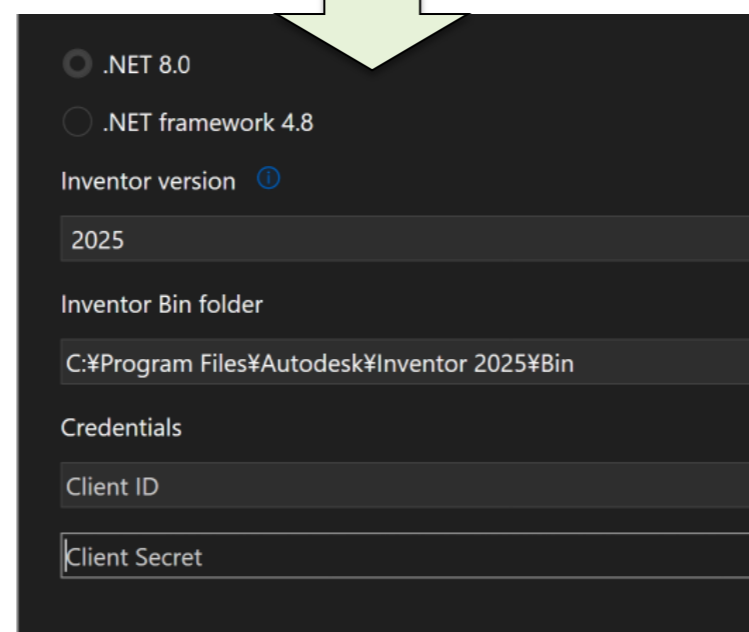 .NET 8.0
.NET framework 4.8
Inventor version
2025
Inventor Bin folder
C:¥Program Files¥Autodesk¥Inventor 2025¥Bin
Credentials
Client ID
Client Secret